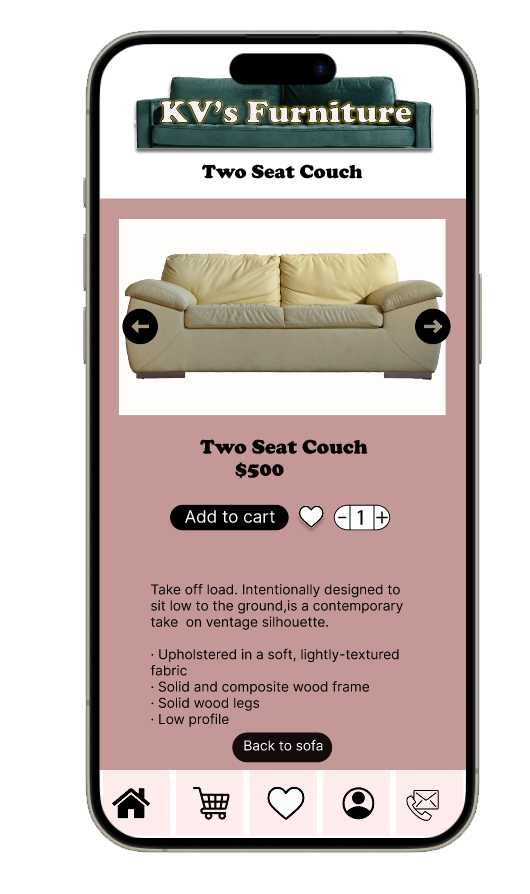 KV's Furniture
Two Seat Couch
Two Seat Couch
$500
Add to cart
− 1 +
Take off load. Intentionally designed to
sit low to the ground,is a contemporary
take  on ventage silhouette.
· Upholstered in a soft, lightly-textured
fabric
· Solid and composite wood frame
· Solid wood legs
· Low profile
Back to sofa